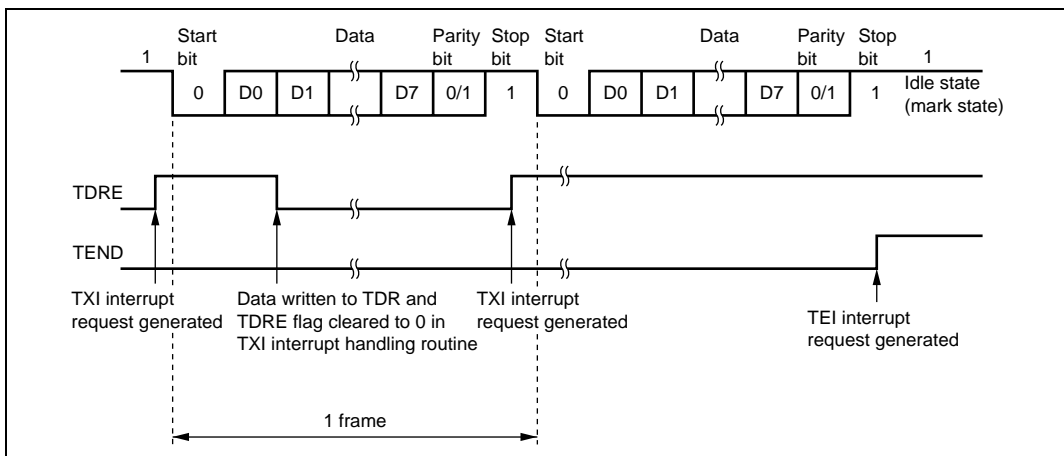 Start bit Data Parity bit Stop bit Start bit Data Parity bit Stop bit
1 1
0 D0 D1 D7 0/1 1 0 D0 D1 D7 0/1 1 Idle state (mark state)
TDRE
TEND
TXI interrupt
request generated
Data written to TDR and
TDRE flag cleared to 0 in
TXI interrupt handling routine
TXI interrupt
request generated
TEI interrupt
request generated
1 frame